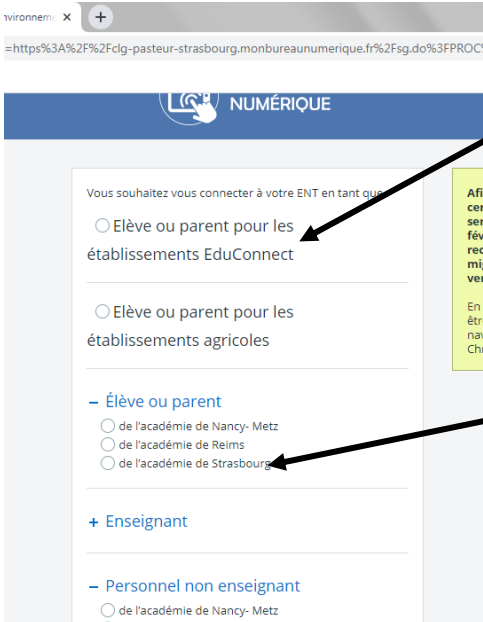 =https%3A%2F%2Fclg-pasteur-strasbourg.monbureaunumerique.fr%2Fsg.do%3FPROC%
NUMÉRIQUE
Vous souhaitez vous connecter à votre ENT en tant que
Elève ou parent pour les
établissements EduConnect
Elève ou parent pour les
établissements agricoles
– Élève ou parent
de l'académie de Nancy- Metz
de l'académie de Reims
de l'académie de Strasbourg
+ Enseignant
– Personnel non enseignant
de l'académie de Nancy- Metz
En